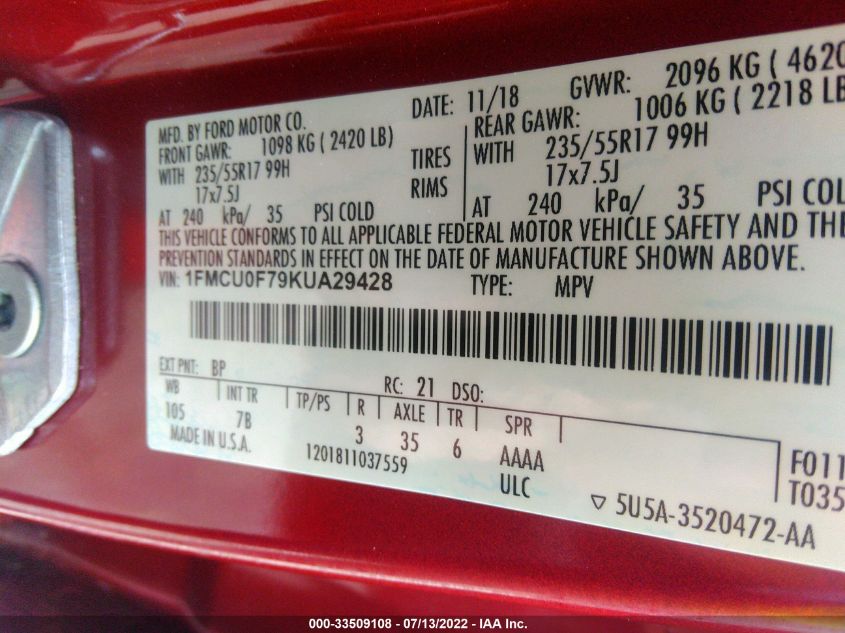 MFD. BY FORD MOTOR CO.
DATE: 11/18 GVWR: 2096 KG ( 4620
FRONT GAWR: 1098 KG ( 2420 LB)
REAR GAWR: 1006 KG ( 2218 LB
WITH 235/55R17 99H TIRES WITH 235/55R17 99H
17x7.5J RIMS 17x7.5J
AT 240 kPa/ 35 PSI COLD AT 240 kPa/ 35 PSI COL
THIS VEHICLE CONFORMS TO ALL APPLICABLE FEDERAL MOTOR VEHICLE SAFETY AND THE
PREVENTION STANDARDS IN EFFECT ON THE DATE OF MANUFACTURE SHOWN ABOVE.
VIN: 1FMCU0F79KUA29428 TYPE: MPV
EXT PNT: BP RC: 21 DSO:
WB INT TR TP/PS R AXLE TR SPR
105 7B 3 35 6 AAAA
MADE IN U.S.A. 1201811037559 ULC
F011
T035
▽ 5U5A-3520472-AA
000-33509108 - 07/13/2022 - IAA Inc.